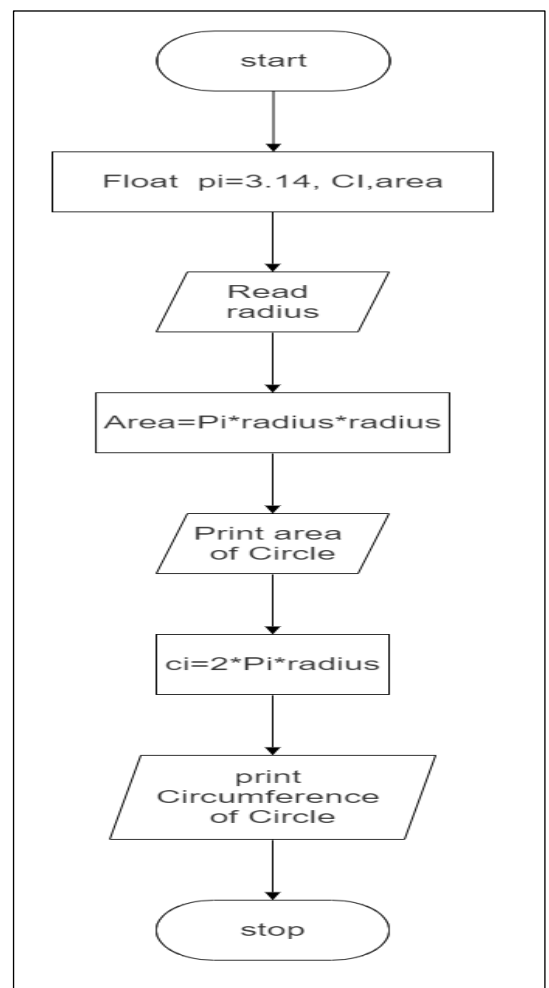 start
Float pi=3.14, CI,area
Read
radius
Area=Pi*radius*radius
Print area
of Circle
ci=2*Pi*radius
print
Circumference
of Circle
stop